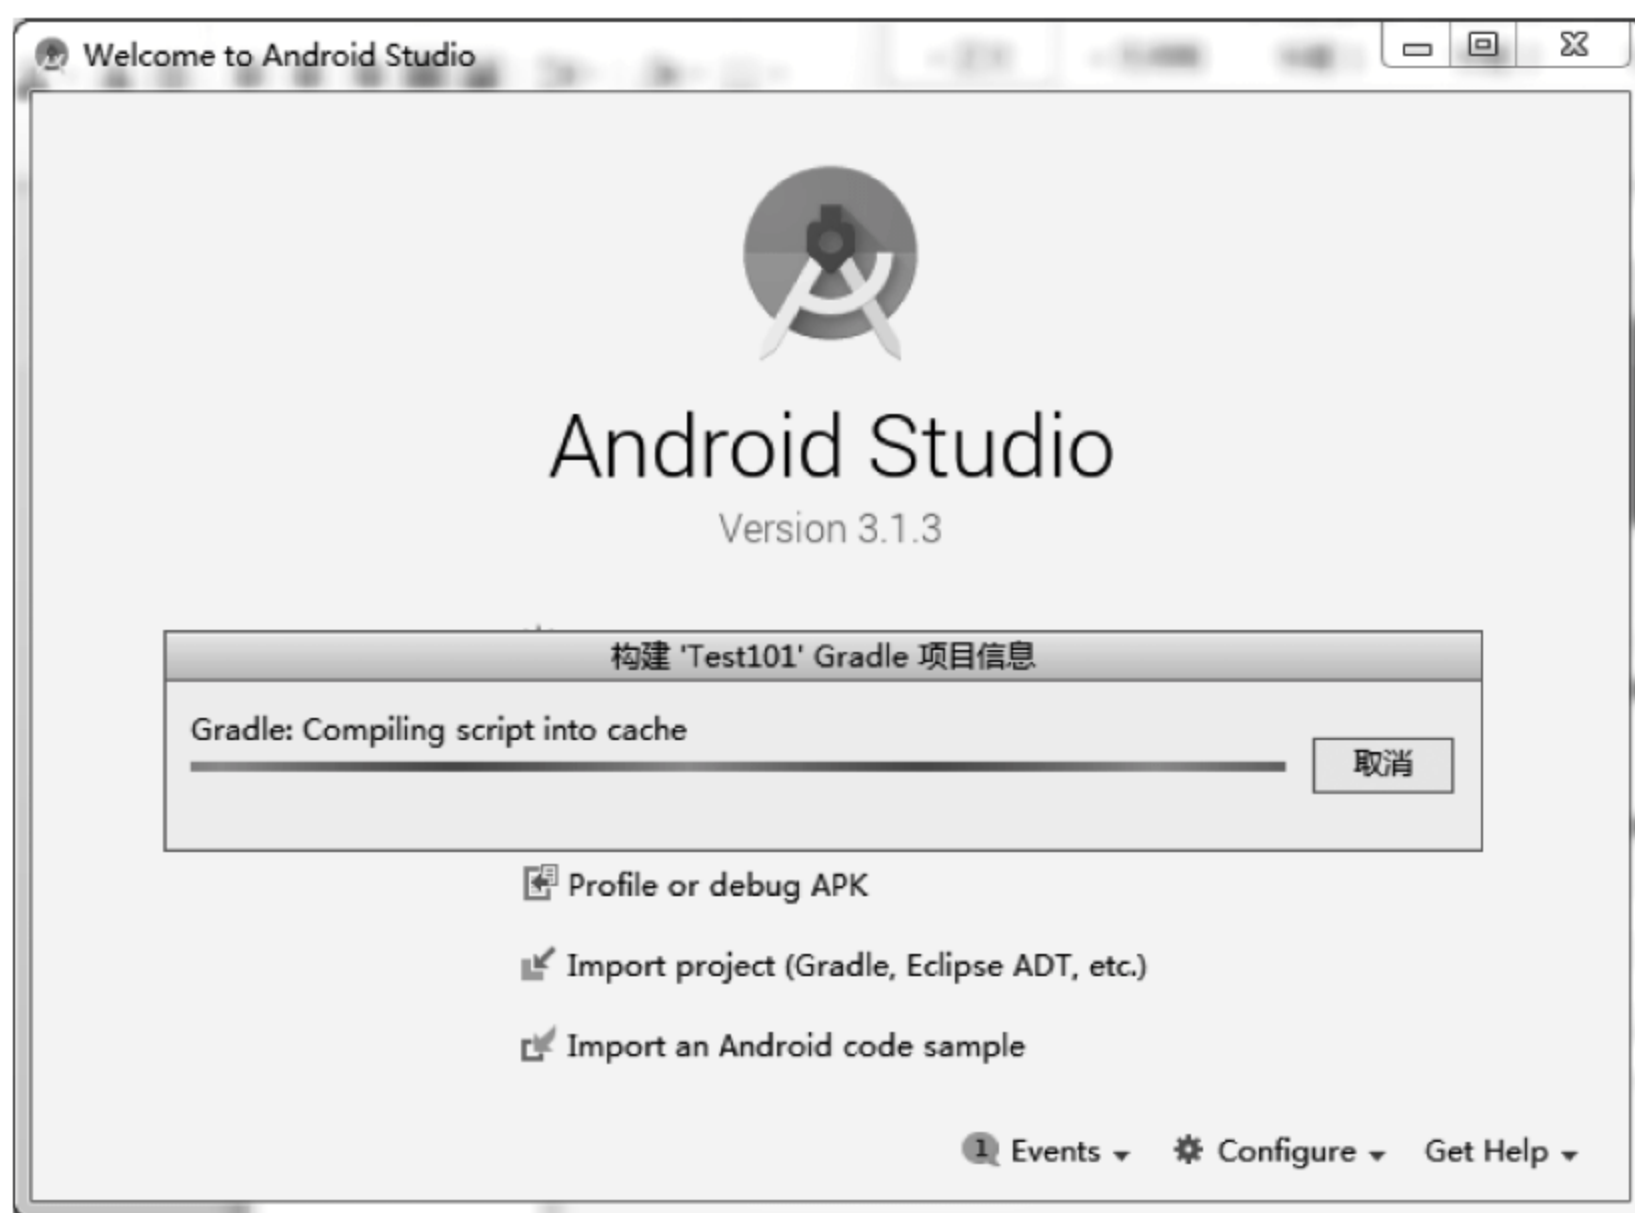 Welcome to Android Studio
Android Studio
Version 3.1.3
构建 'Test101' Gradle 项目信息
Gradle: Compiling script into cache
取消
Profile or debug APK
Import project (Gradle, Eclipse ADT, etc.)
Import an Android code sample
1 Events Configure Get Help